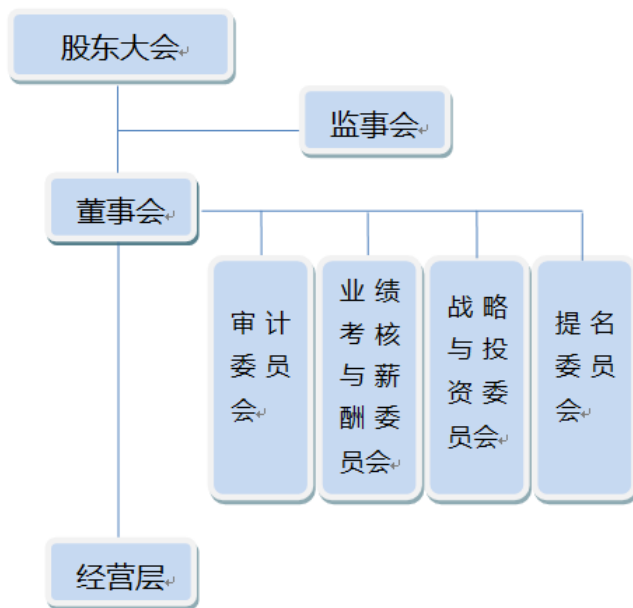 股东大会
监事会
董事会
审计
委员
会
业绩
考核
与薪
酬委
员会
战略
与投
资委
员会
提名
委员
会
经营层